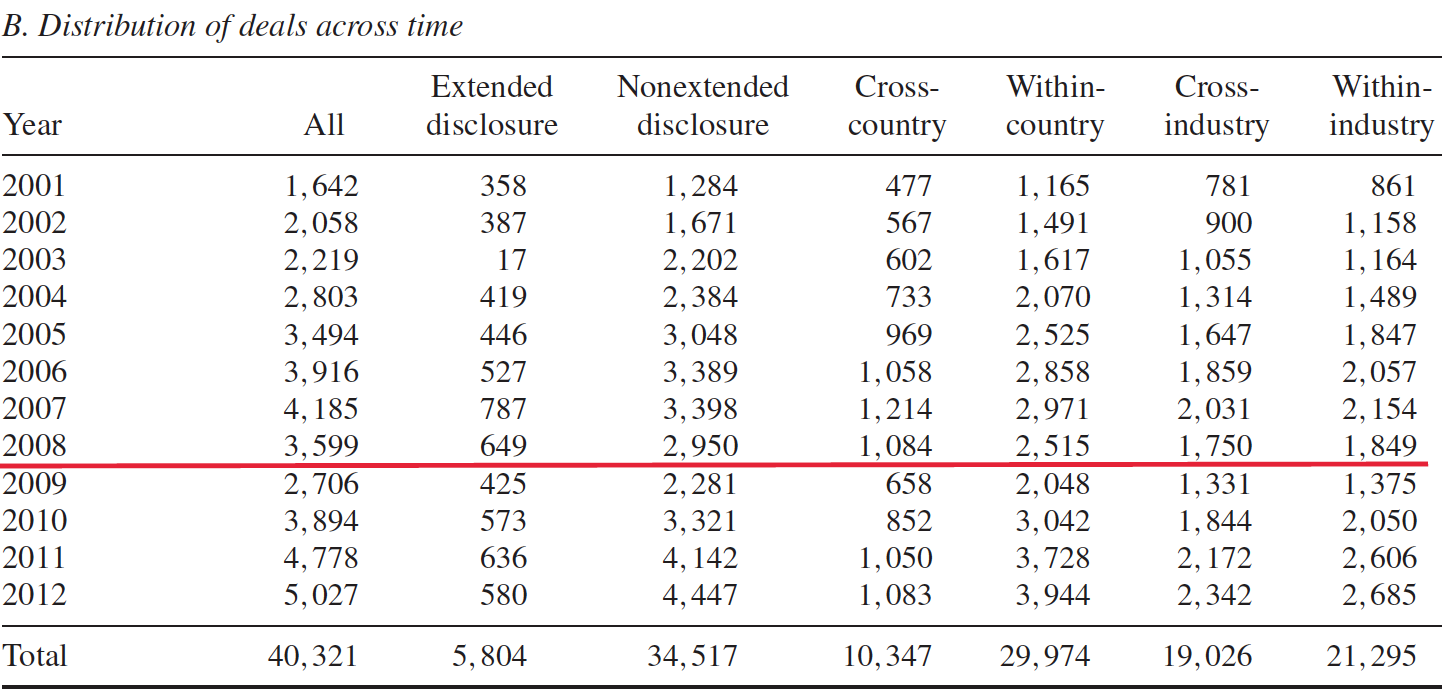 B. Distribution of deals across time
Extended Nonextended Cross- Within- Cross- Within-
Year All disclosure disclosure country country industry industry
2001 1,642 358 1,284 477 1,165 781 861
2002 2,058 387 1,671 567 1,491 900 1,158
2003 2,219 17 2,202 602 1,617 1,055 1,164
2004 2,803 419 2,384 733 2,070 1,314 1,489
2005 3,494 446 3,048 969 2,525 1,647 1,847
2006 3,916 527 3,389 1,058 2,858 1,859 2,057
2007 4,185 787 3,398 1,214 2,971 2,031 2,154
2008 3,599 649 2,950 1,084 2,515 1,750 1,849
2009 2,706 425 2,281 658 2,048 1,331 1,375
2010 3,894 573 3,321 852 3,042 1,844 2,050
2011 4,778 636 4,142 1,050 3,728 2,172 2,606
2012 5,027 580 4,447 1,083 3,944 2,342 2,685
Total 40,321 5,804 34,517 10,347 29,974 19,026 21,295